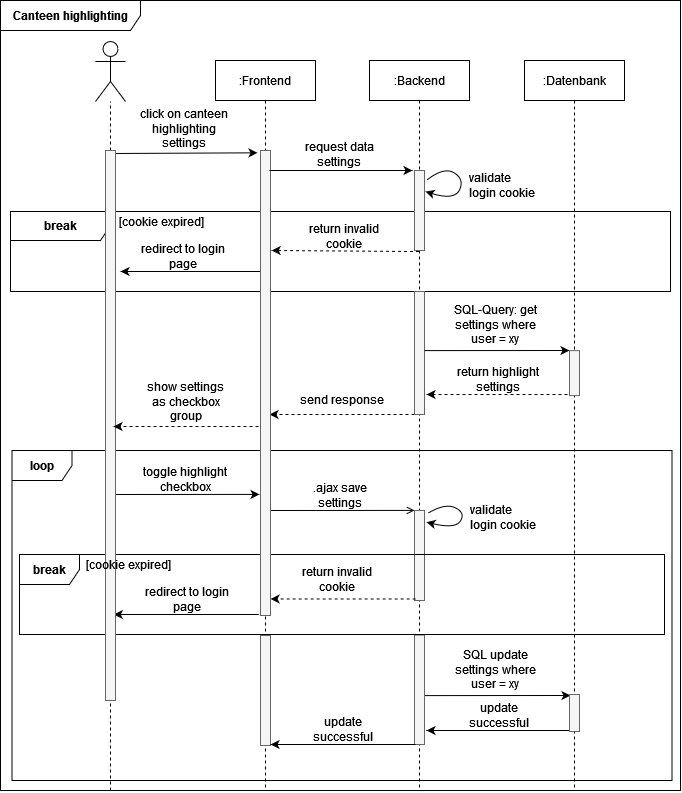 Canteen highlighting
:Frontend
:Backend
:Datenbank
click on canteen
highlighting
settings
request data
settings
validate
login cookie
break
[cookie expired]
return invalid
cookie
redirect to login
page
SQL-Query: get
settings where
user = xy
return highlight
settings
show settings
as checkbox
group
send response
loop
toggle highlight
checkbox
.ajax save
settings
validate
login cookie
break
[cookie expired]
return invalid
cookie
redirect to login
page
SQL update
settings where
user = xy
update
successful
update
successful